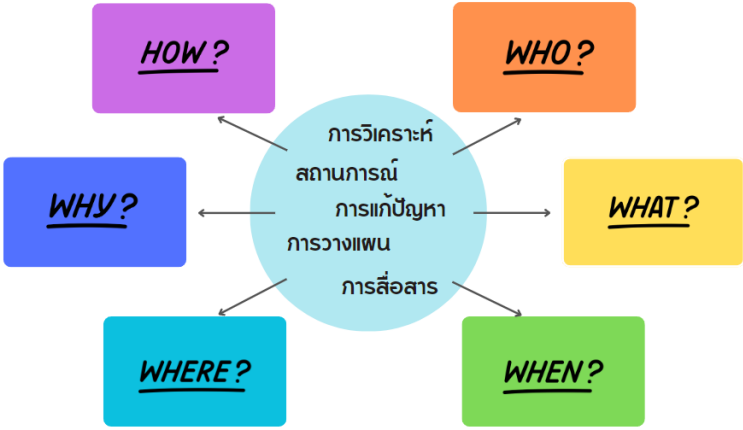 HOW?
WHO?
การวิเคราะห์
สถานการณ์
การแก้ปัญหา
การวางแผน
การสื่อสาร
WHY?
WHAT?
WHERE?
WHEN?